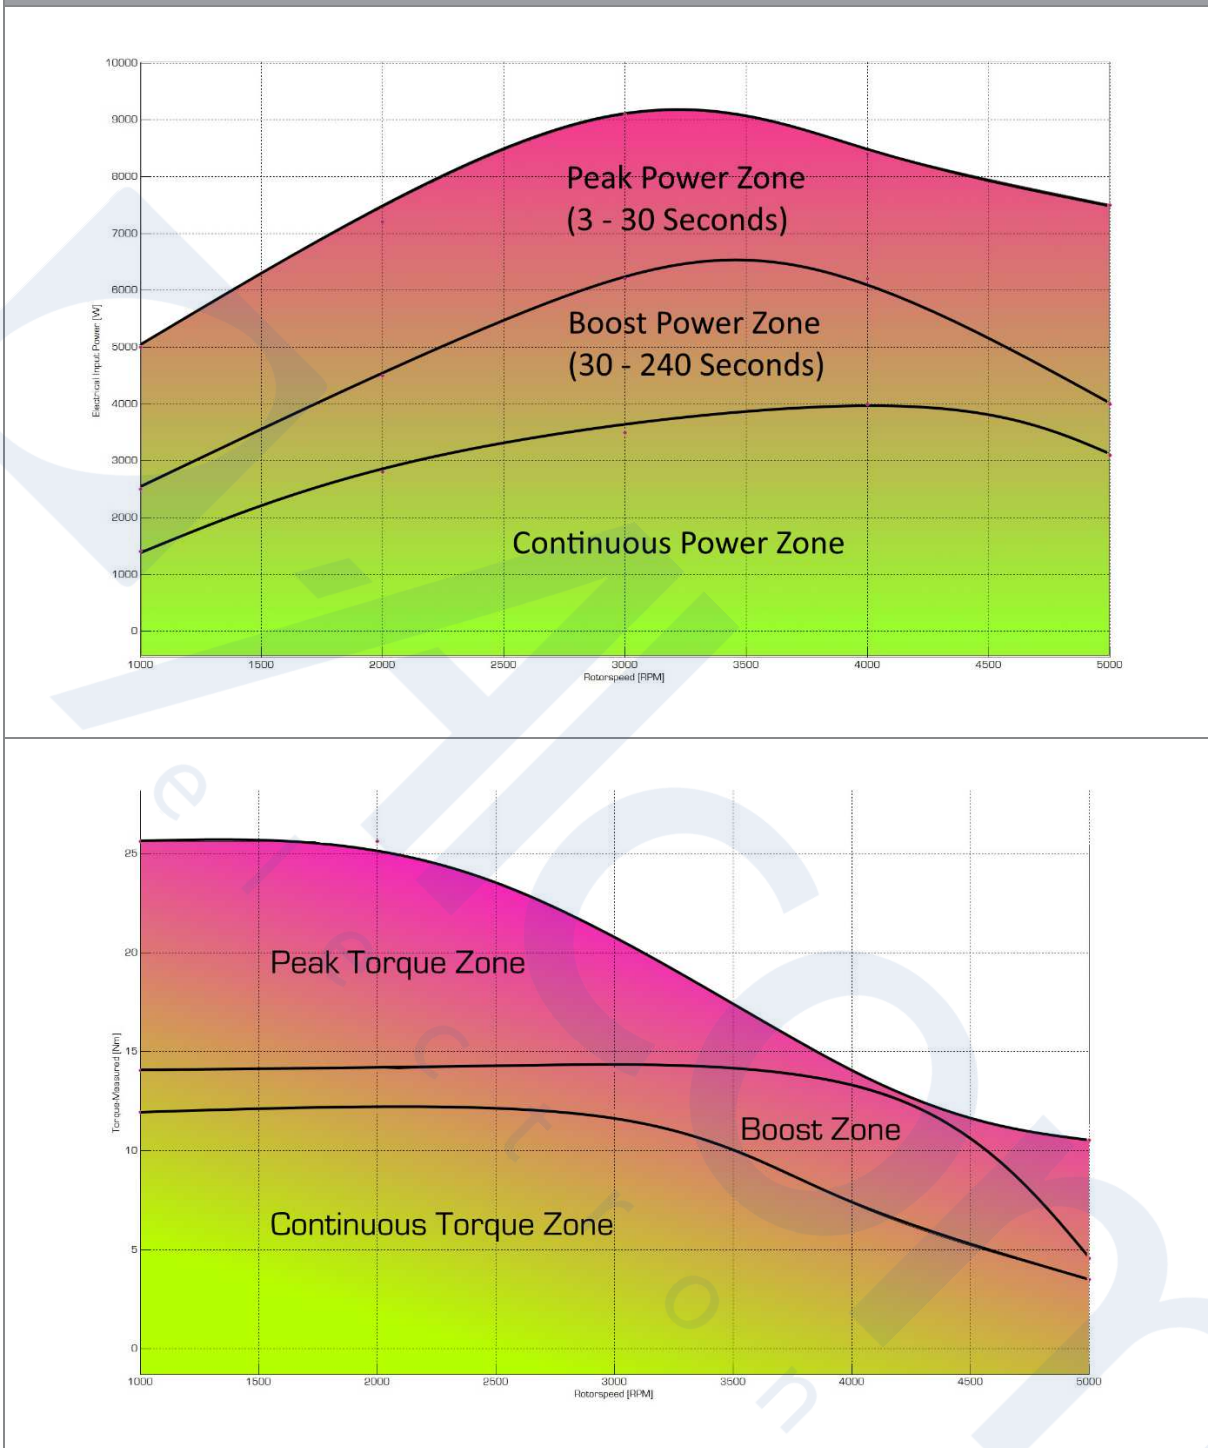 10000
9000
8000
7000
6000
5000
4000
3000
2000
1000
0
Electrical Input Power [W]
Peak Power Zone
(3 - 30 Seconds)
Boost Power Zone
(30 - 240 Seconds)
Continuous Power Zone
1000 1500 2000 2500 3000 3500 4000 4500 5000
Rotorspeed [RPM]
25
20
15
10
5
0
Torque-Measured [Nm]
Peak Torque Zone
Boost Zone
Continuous Torque Zone
1000 1500 2000 2500 3000 3500 4000 4500 5000
Rotorspeed [RPM]